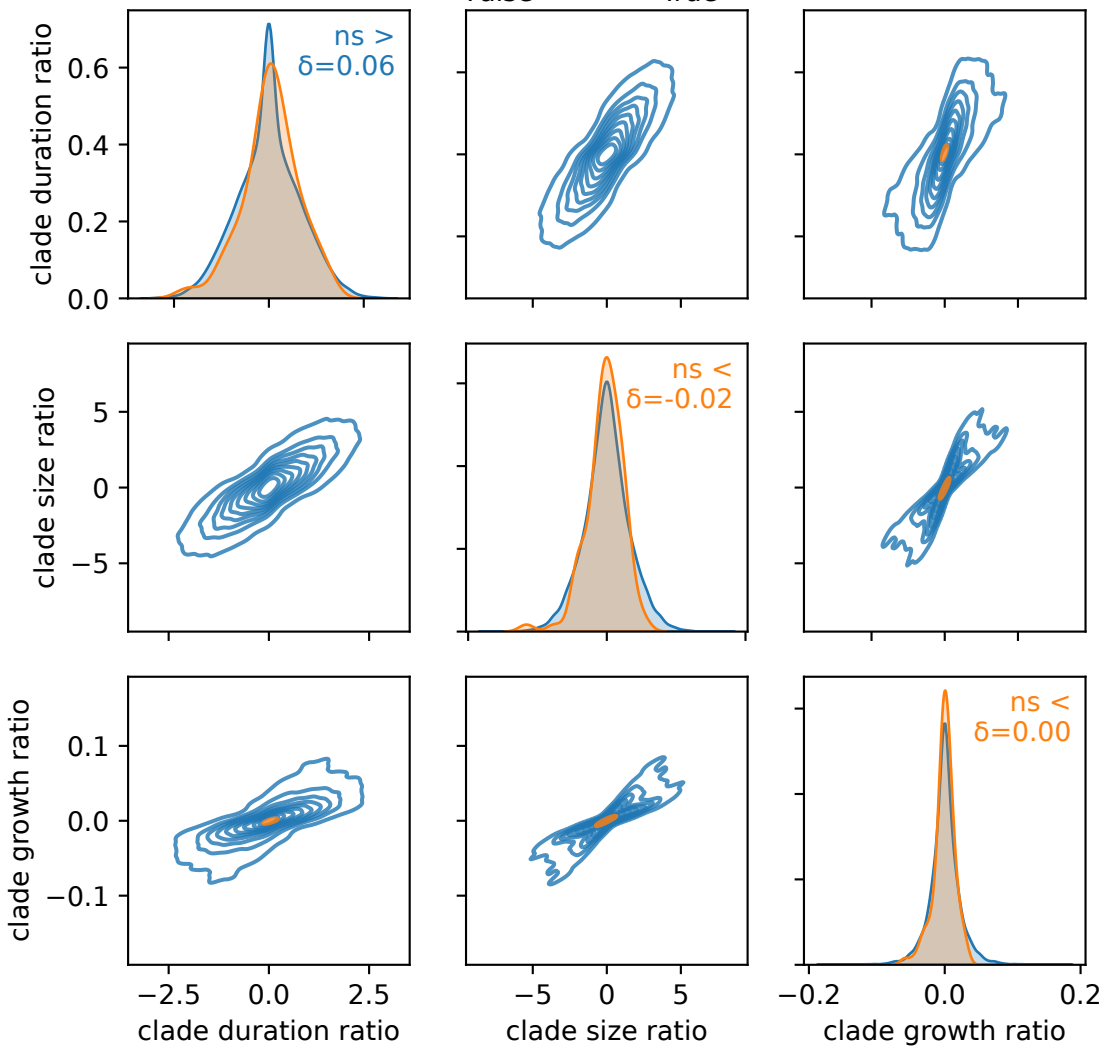 clade duration ratio
0.6
0.4
0.2
0.0
ns >
δ=0.06
clade size ratio
5
0
−5
ns <
δ=-0.02
clade growth ratio
0.1
0.0
−0.1
ns <
δ=0.00
−2.5 0.0 2.5
−5 0 5
−0.2 0.0 0.2
clade duration ratio
clade size ratio
clade growth ratio